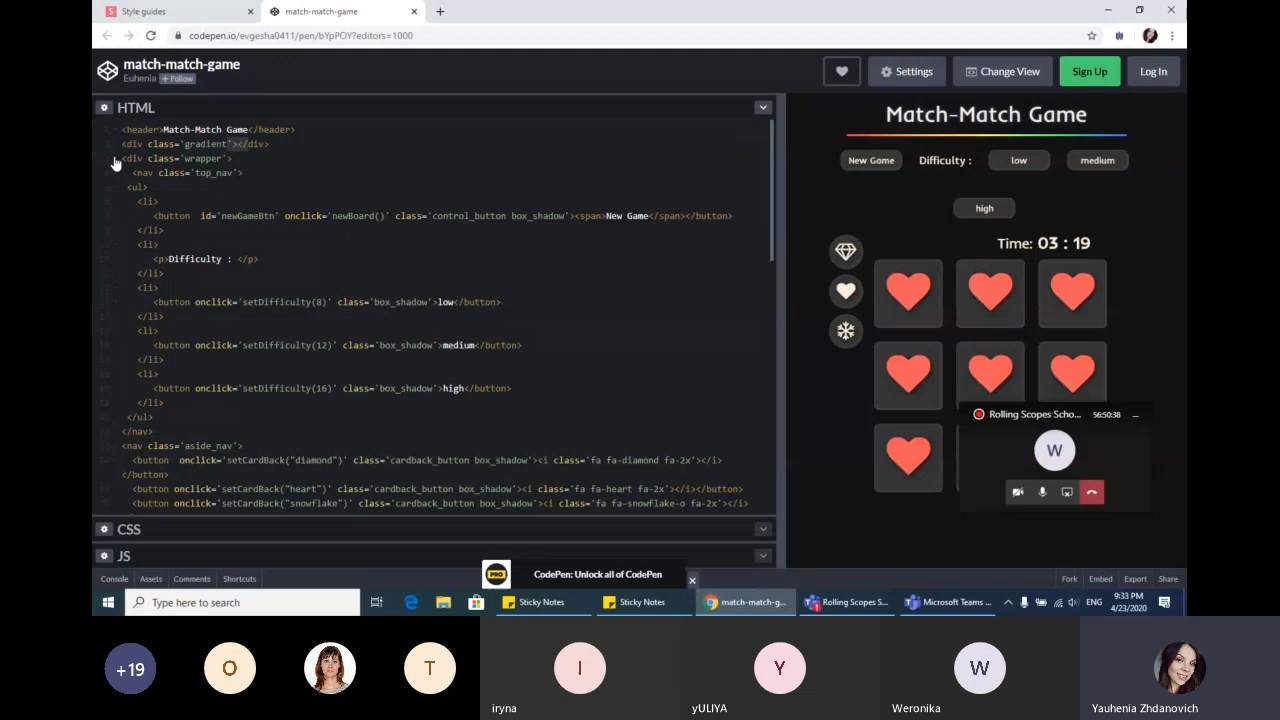 Style guides
match-match-game
codepen.io/evgesha0411/pen/bYpPOY?editors=1000
match-match-game
Euhenia
+ Follow
Settings
Change View
Sign Up
Log In
HTML
<header>Match-Match Game</header>
<div class='gradient'></div>
<div class='wrapper'>
<nav class='top_nav'>
<ul>
<li>
<button  id='newGameBtn' onclick='newBoard()' class='control_button box_shadow'><span>New Game</span></button>
</li>
<li>
<p>Difficulty : </p>
</li>
<li>
<button onclick='setDifficulty(8)' class='box_shadow'>low</button>
</li>
<li>
<button onclick='setDifficulty(12)' class='box_shadow'>medium</button>
</li>
<li>
<button onclick='setDifficulty(16)' class='box_shadow'>high</button>
</li>
</ul>
</nav>
<nav class='aside_nav'>
<button  onclick='setCardBack("diamond")' class='cardback_button box_shadow'><i class='fa fa-diamond fa-2x'></i>
</button>
<button onclick='setCardBack("heart")' class='cardback_button box_shadow'><i class='fa fa-heart fa-2x'></i></button>
<button onclick='setCardBack("snowflake")' class='cardback_button box_shadow'><i class='fa fa-snowflake-o fa-2x'></i>
CSS
JS
Match-Match Game
New Game
Difficulty :
low
medium
high
Time: 03 : 19
Rolling Scopes Scho...
56:50:38
W
Console
Assets
Comments
Shortcuts
PRO
CodePen: Unlock all of CodePen
Fork
Embed
Export
Share
Type here to search
Sticky Notes
Sticky Notes
match-match-g...
Rolling Scopes S...
Microsoft Teams ...
ENG
9:33 PM
4/23/2020
+19
O
T
I
iryna
Y
yULIYA
W
Weronika
Yauhenia Zhdanovich